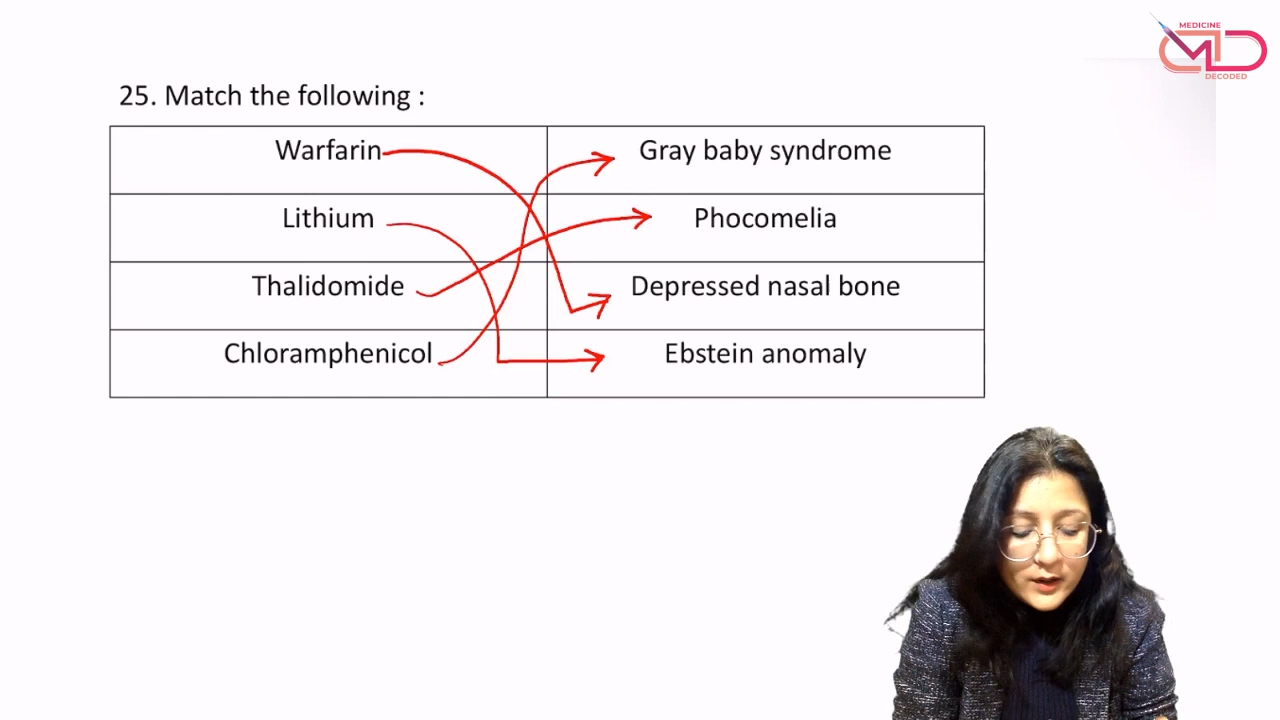 MEDICINE
MD
DECODED
25. Match the following :
Warfarin Gray baby syndrome
Lithium Phocomelia
Thalidomide Depressed nasal bone
Chloramphenicol Ebstein anomaly